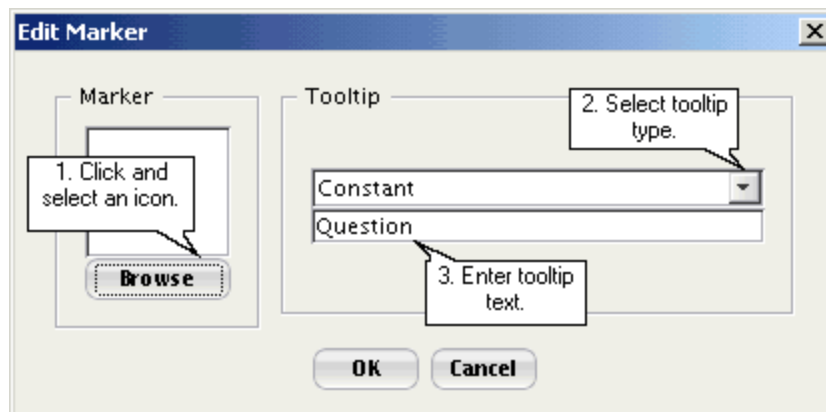 Edit Marker
Marker
Tooltip
2. Select tooltip
type.
1. Click and
select an icon.
Constant
Question
Browse
3. Enter tooltip
text.
OK
Cancel